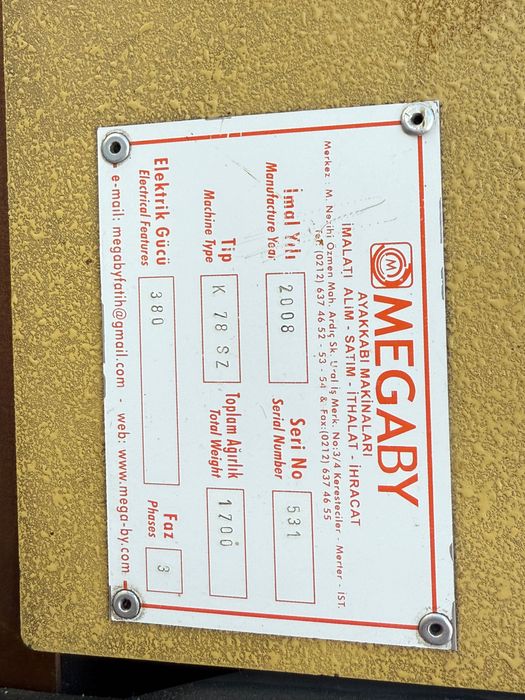 MEGABY
AYAKKABI MAKİNALARI
İMALATI ALIM - SATIM - İTHALAT - İHRACAT
Merkez : M. Nezihi Özmen Mah. Ardıç Sk. Ural İş Merk. No:3/4 Keresteciler - Merter - İST.
Tel: (0212) 637 46 52 - 53 - 54 & Fax:(0212) 637 46 55
İmal Yılı 2008 Seri No 531
Manufacture Year Serial Number
Tip K 78 SZ Toplam Ağırlık 1700
Machine Type Total Weight
Elektrik Gücü 380 Faz 3
Electrical Features Phases
e-mail: megabyfatih@gmail.com - web: www.mega-by.com